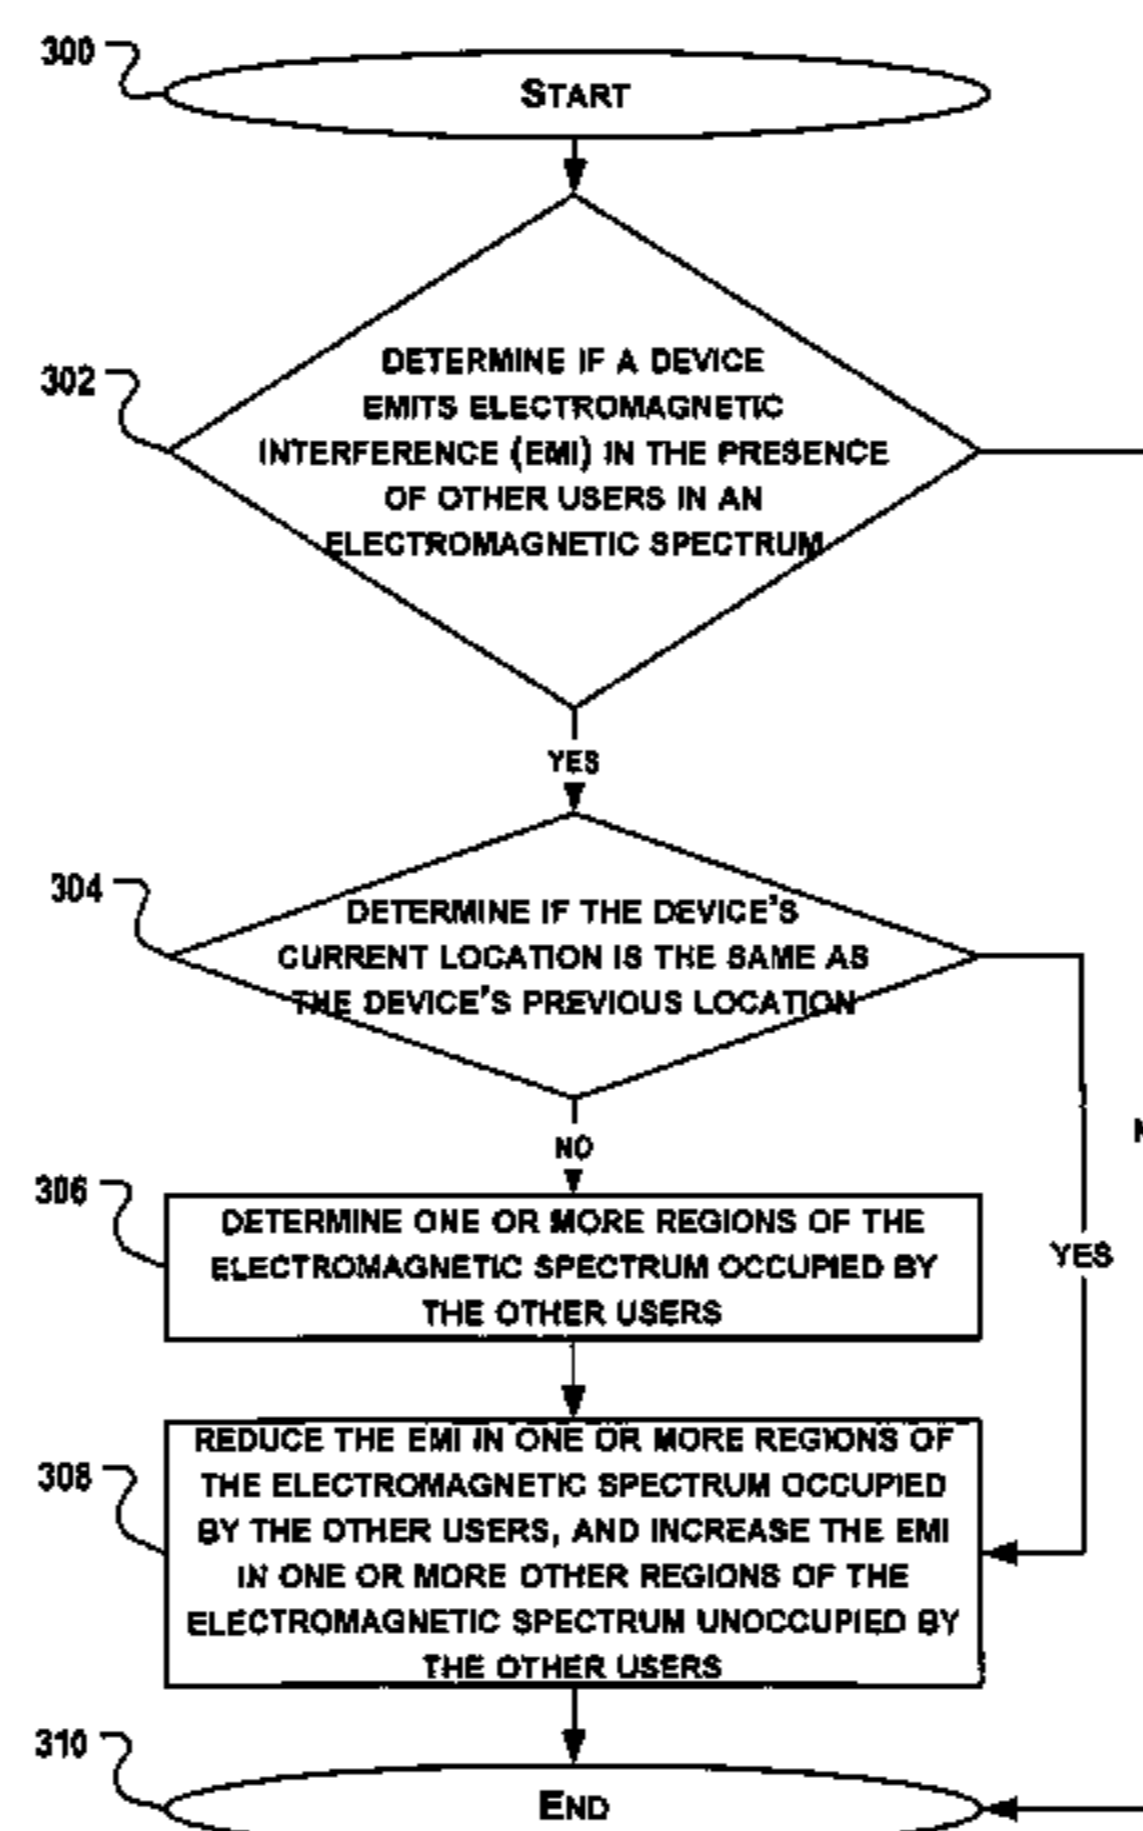 300
START
302
DETERMINE IF A DEVICE
EMITS ELECTROMAGNETIC
INTERFERENCE (EMI) IN THE PRESENCE
OF OTHER USERS IN AN
ELECTROMAGNETIC SPECTRUM
YES
304
DETERMINE IF THE DEVICE'S
CURRENT LOCATION IS THE SAME AS
THE DEVICE'S PREVIOUS LOCATION
NO
306
DETERMINE ONE OR MORE REGIONS OF THE
ELECTROMAGNETIC SPECTRUM OCCUPIED BY
THE OTHER USERS
YES
308
REDUCE THE EMI IN ONE OR MORE REGIONS OF
THE ELECTROMAGNETIC SPECTRUM OCCUPIED
BY THE OTHER USERS, AND INCREASE THE EMI
IN ONE OR MORE OTHER REGIONS OF THE
ELECTROMAGNETIC SPECTRUM UNOCCUPIED BY
THE OTHER USERS
310
END